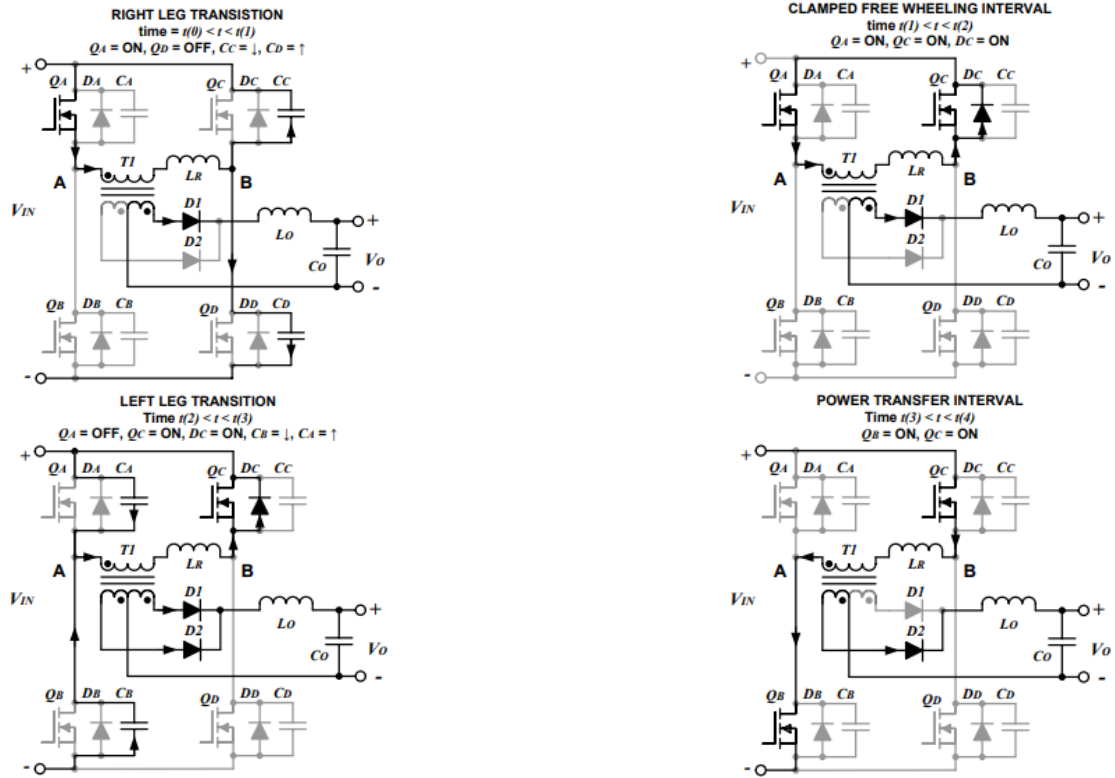 RIGHT LEG TRANSISTION
time = t(0) < t < t(1)
QA = ON, QD = OFF, CC = ↓, CD = ↑
+
QA DA CA
QC DC CC
T1
LR
A
B
VIN
D1
+
LO
D2
CO
VO
-
QB DB CB
QD DD CD
-
CLAMPED FREE WHEELING INTERVAL
time t(1) < t < t(2)
QA = ON, QC = ON, DC = ON
+
QA DA CA
QC DC CC
T1
LR
A
B
VIN
D1
+
LO
D2
CO
VO
-
QB DB CB
QD DD CD
-
LEFT LEG TRANSITION
Time t(2) < t < t(3)
QA = OFF, QC = ON, DC = ON, CB = ↓, CA = ↑
+
QA DA CA
QC DC CC
T1
LR
A
B
VIN
D1
+
LO
D2
CO
VO
-
QB DB CB
QD DD CD
-
POWER TRANSFER INTERVAL
Time t(3) < t < t(4)
QB = ON, QC = ON
+
QA DA CA
QC DC CC
T1
LR
A
B
VIN
D1
+
LO
D2
CO
VO
-
QB DB CB
QD DD CD
-